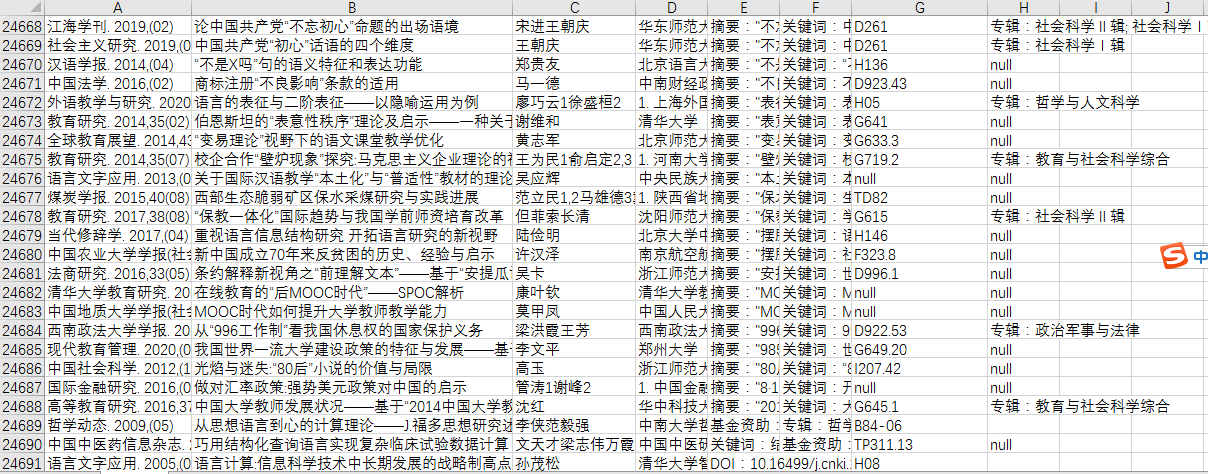 A B C D E F G H I J
24668 江海学刊. 2019,(02) 论中国共产党“不忘初心”命题的出场语境 宋进王朝庆 华东师范大 摘要："不忘 关键词：中 D261 专辑：社会科学Ⅱ辑; 社会科学Ⅰ
24669 社会主义研究. 2019,(0 中国共产党“初心”话语的四个维度 王朝庆 华东师范大 摘要："不忘 关键词：中 D261 专辑：社会科学Ⅰ辑
24670 汉语学报. 2014,(04) “不是X吗”句的语义特征和表达功能 郑贵友 北京语言大 摘要："不是 关键词："不 H136 null
24671 中国法学. 2016,(02) 商标注册“不良影响”条款的适用 马一德 中南财经政 摘要："不良 关键词：不 D923.43 null
24672 外语教学与研究. 2020 语言的表征与二阶表征——以隐喻运用为例 廖巧云1徐盛桓2 1. 上海外国 摘要："表征 关键词：表 H05 专辑：哲学与人文科学
24673 教育研究. 2014,35(02) 伯恩斯坦的“表意性秩序”理论及启示——一种关于 谢维和 清华大学 摘要："表意 关键词：表 G641 null
24674 全球教育展望. 2014,43 “变易理论”视野下的语文课堂教学优化 黄志军 北京师范大 摘要："变易 关键词：变 G633.3 null
24675 教育研究. 2014,35(07) 校企合作“壁炉现象”探究:马克思主义企业理论的视 王为民1俞启定2,3 1. 河南大学 摘要："壁炉 关键词：校 G719.2 专辑：教育与社会科学综合
24676 语言文字应用. 2013,(0 关于国际汉语教学“本土化”与“普适性”教材的理论 吴应辉 中央民族大 摘要："本土 关键词： null null
24677 煤炭学报. 2015,40(08) 西部生态脆弱矿区保水采煤研究与实践进展 范立民1,2马雄德3 1. 陕西省地 摘要："保水 关键词：生 TD82 null
24678 教育研究. 2017,38(08) “保教一体化”国际趋势与我国学前师资培育改革 但菲索长清 沈阳师范大 摘要："保教 关键词：学 G615 专辑：社会科学Ⅱ辑
24679 当代修辞学. 2017,(04) 重视语言信息结构研究 开拓语言研究的新视野 陆俭明 北京大学中 摘要："摆脱 关键词：语 H146 null
24680 中国农业大学学报(社会 新中国成立70年来反贫困的历史、经验与启示 许汉泽 南京航空航 摘要："摆脱 关键词：社 F323.8 null
24681 法商研究. 2016,33(05) 条约解释新视角之“前理解文本”——基于“安提瓜 吴卡 浙江师范大 摘要："安提 关键词： D996.1 null
24682 清华大学教育研究. 20 在线教育的“后MOOC时代”——SPOC解析 康叶钦 清华大学教 摘要："MO 关键词：M null null
24683 中国地质大学学报(社会 MOOC时代如何提升大学教师教学能力 莫甲凤 中国人民大 摘要："MO 关键词：M null null
24684 西南政法大学学报. 20 从“996工作制”看我国休息权的国家保护义务 梁洪霞王芳 西南政法大 摘要："996 关键词：9 D922.53 专辑：政治军事与法律
24685 现代教育管理. 2020,(0 我国世界一流大学建设政策的特征与发展——基于 李文平 郑州大学 摘要："985 关键词：世 G649.20 null
24686 中国社会科学. 2012,(1 光焰与迷失:“80后”小说的价值与局限 高玉 浙江师范大 摘要："80后 关键词："8 I207.42 null
24687 国际金融研究. 2016,(0 做对汇率政策:强势美元政策对中国的启示 管涛1谢峰2 1. 中国金融 摘要："8·1 关键词： null null
24688 高等教育研究. 2016,37 中国大学教师发展状况——基于“2014中国大学教 沈红 华中科技大 摘要："201 关键词：大 G645.1 专辑：教育与社会科学综合
24689 哲学动态. 2009,(05) 从思想语言到心的计算理论——J.福多思想研究述 李侠范毅强 中南大学哲 基金资助： 专辑：哲学 B84-06
24690 中国中医药信息杂志. 2 巧用结构化查询语言实现复杂临床试验数据计算 文天才梁志伟万霞 中国中医研 关键词：结 基金资助： TP311.13 null
24691 语言文字应用. 2005,(0 语言计算:信息科学技术中长期发展的战略制高点 孙茂松 清华大学智 DOI：10.16499/j.cnki. H08
中